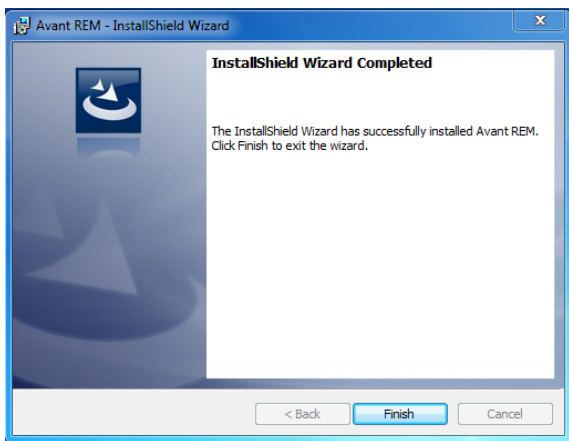 Avant REM - InstallShield Wizard
X
InstallShield Wizard Completed
The InstallShield Wizard has successfully installed Avant REM.
Click Finish to exit the wizard.
< Back
Finish
Cancel